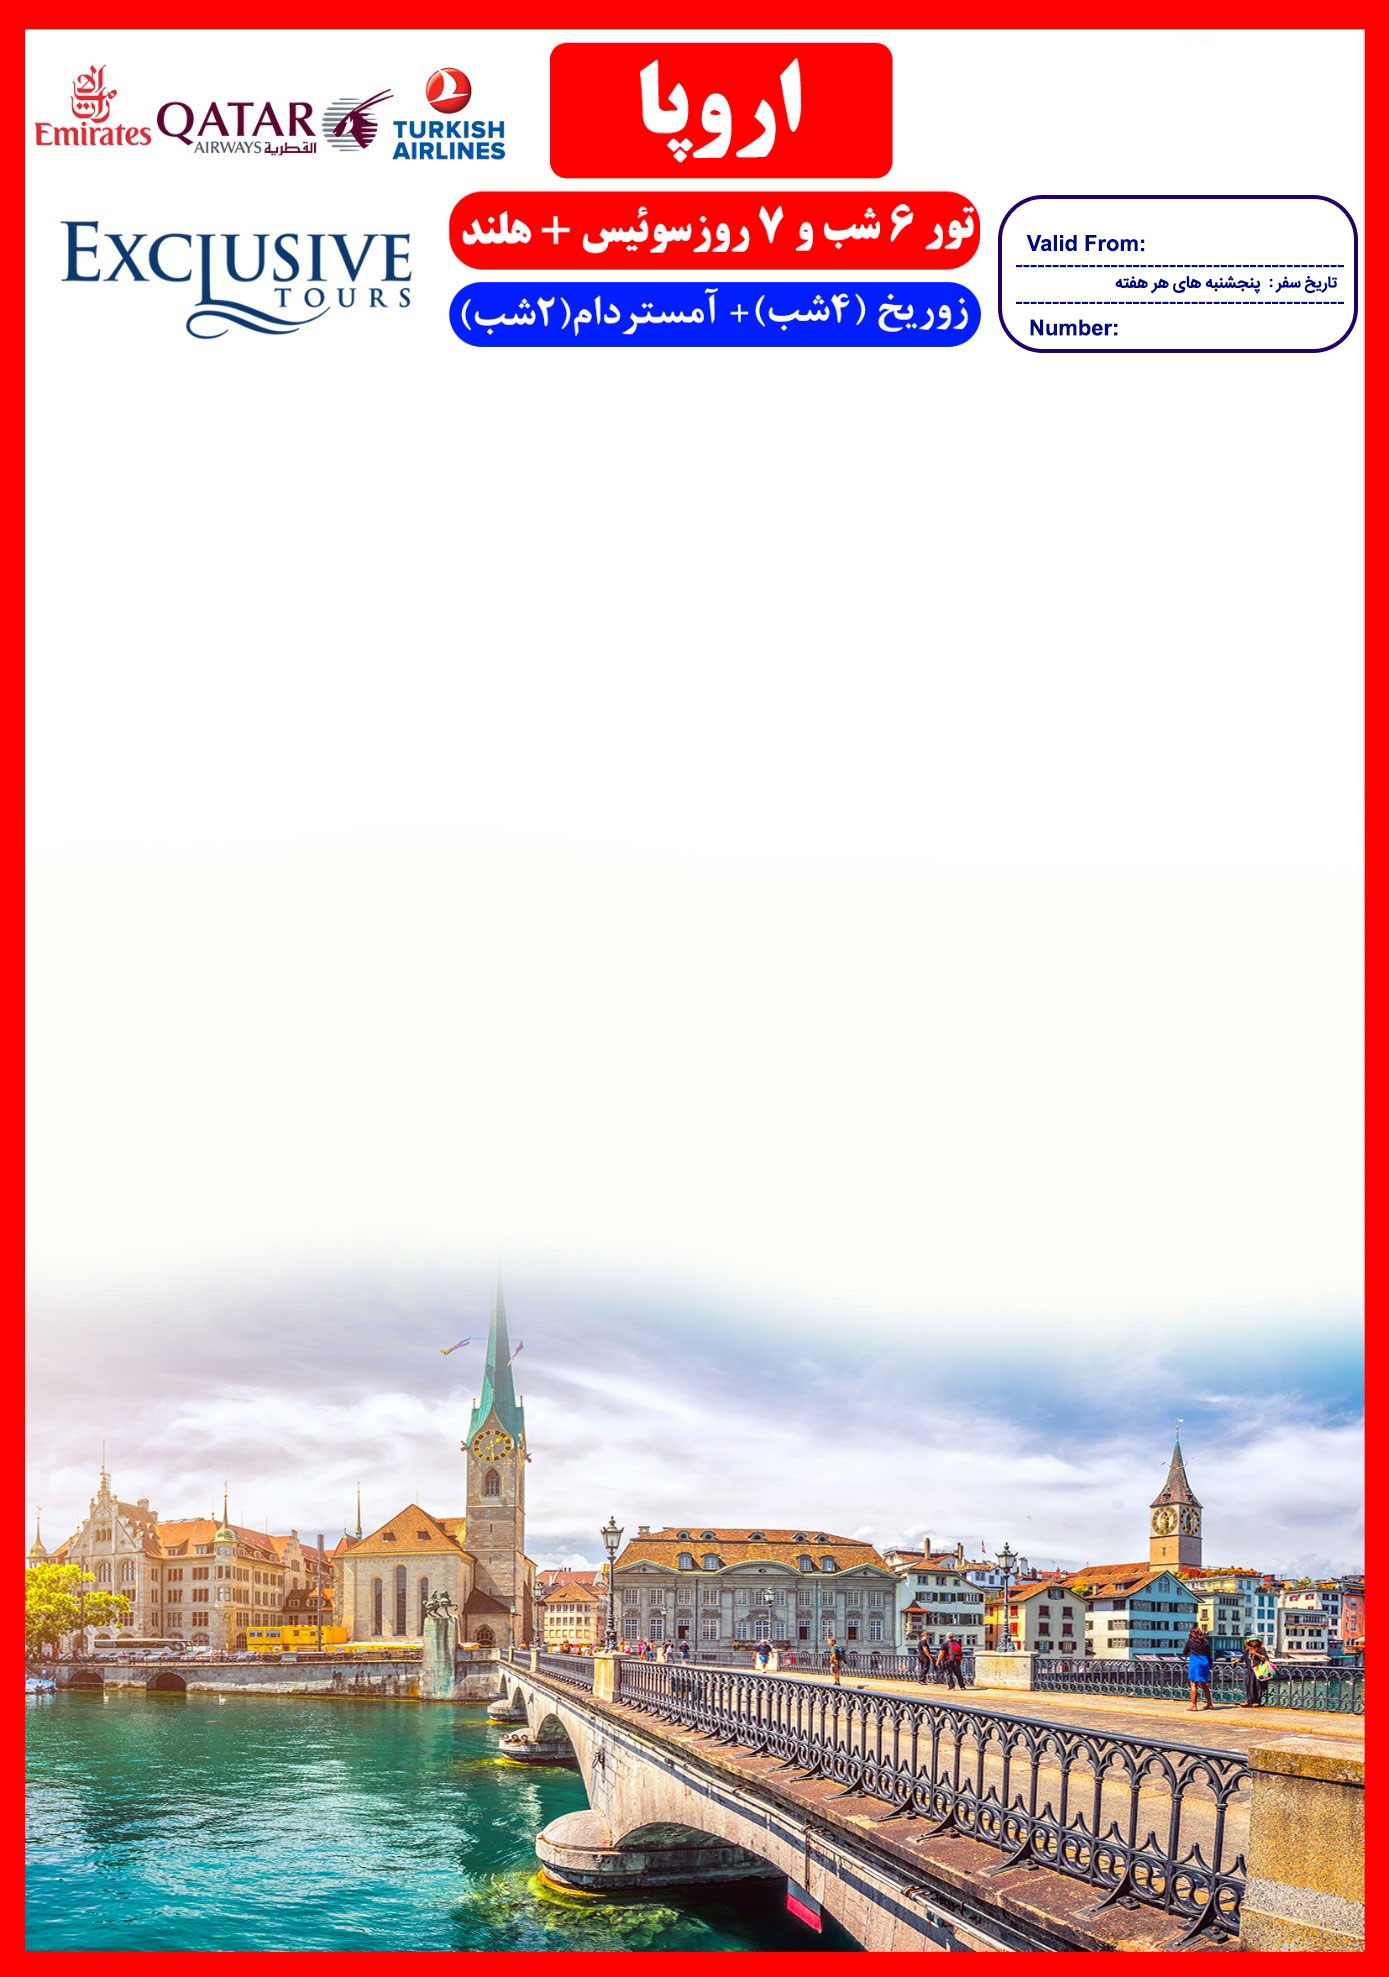 اروپا
امارات
Emirates
QATAR
AIRWAYS القطرية
TURKISH
AIRLINES
EXCLUSIVE
TOURS
تور ۶ شب و ۷ روز سوئیس + هلند
زوریخ (۴شب)+ آمستردام(۲شب)
Valid From:
تاریخ سفر : پنجشنبه های هر هفته
Number: